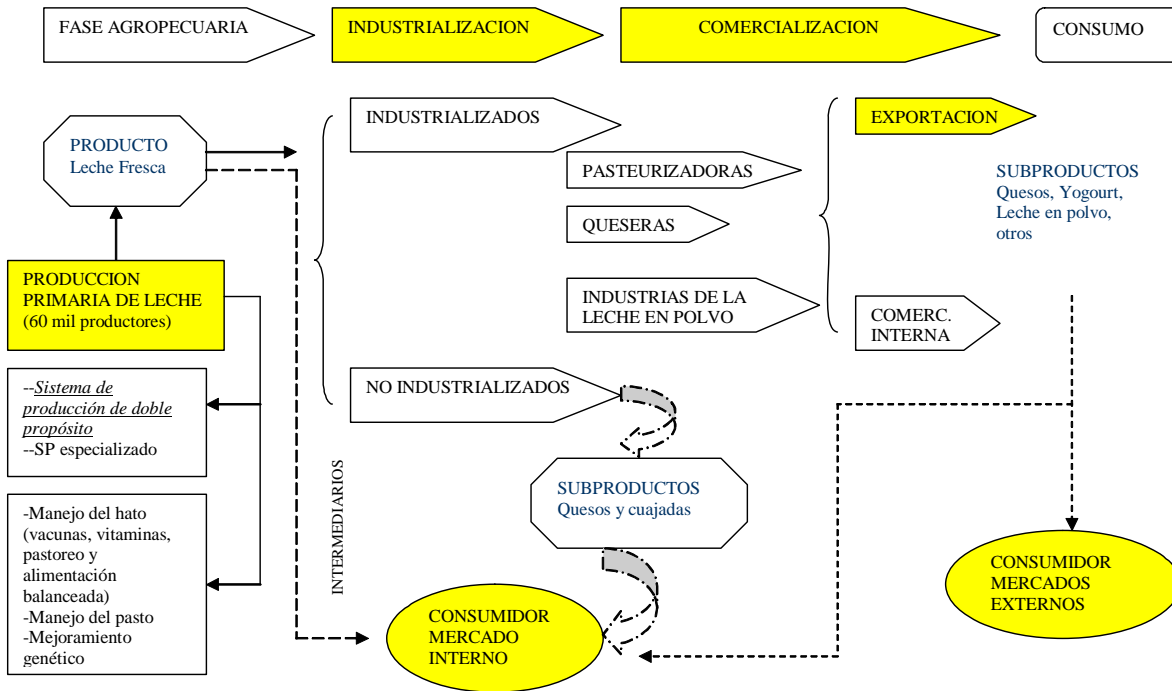 FASE AGROPECUARIA
INDUSTRIALIZACION
COMERCIALIZACION
CONSUMO
PRODUCTO
Leche Fresca
PRODUCCION
PRIMARIA DE LECHE
(60 mil productores)
--Sistema de
producción de doble
propósito
--SP especializado
-Manejo del hato
(vacunas, vitaminas,
pastoreo y
alimentación
balanceada)
-Manejo del pasto
-Mejoramiento
genético
INTERMEDIARIOS
INDUSTRIALIZADOS
PASTEURIZADORAS
QUESERAS
INDUSTRIAS DE LA
LECHE EN POLVO
NO INDUSTRIALIZADOS
SUBPRODUCTOS
Quesos y cuajadas
CONSUMIDOR
MERCADO
INTERNO
EXPORTACION
COMERC.
INTERNA
SUBPRODUCTOS
Quesos, Yogourt,
Leche en polvo,
otros
CONSUMIDOR
MERCADOS
EXTERNOS